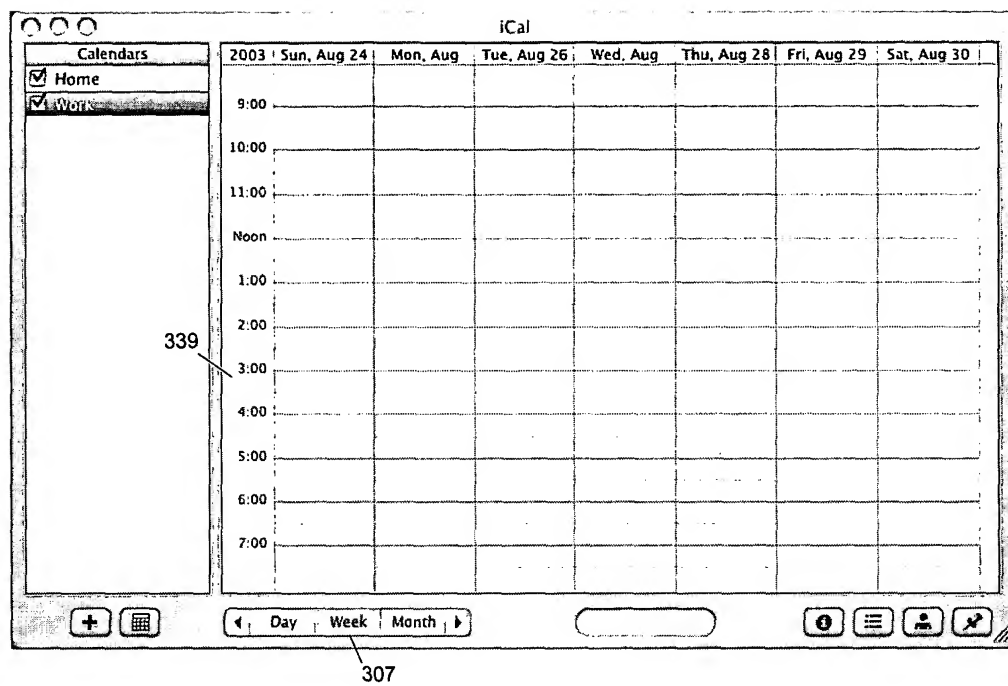 iCal
Calendars
Home
Work
2003 Sun, Aug 24 Mon, Aug Tue, Aug 26 Wed, Aug Thu, Aug 28 Fri, Aug 29 Sat, Aug 30
9:00
10:00
11:00
Noon
1:00
2:00
339
3:00
4:00
5:00
6:00
7:00
Day Week Month
307